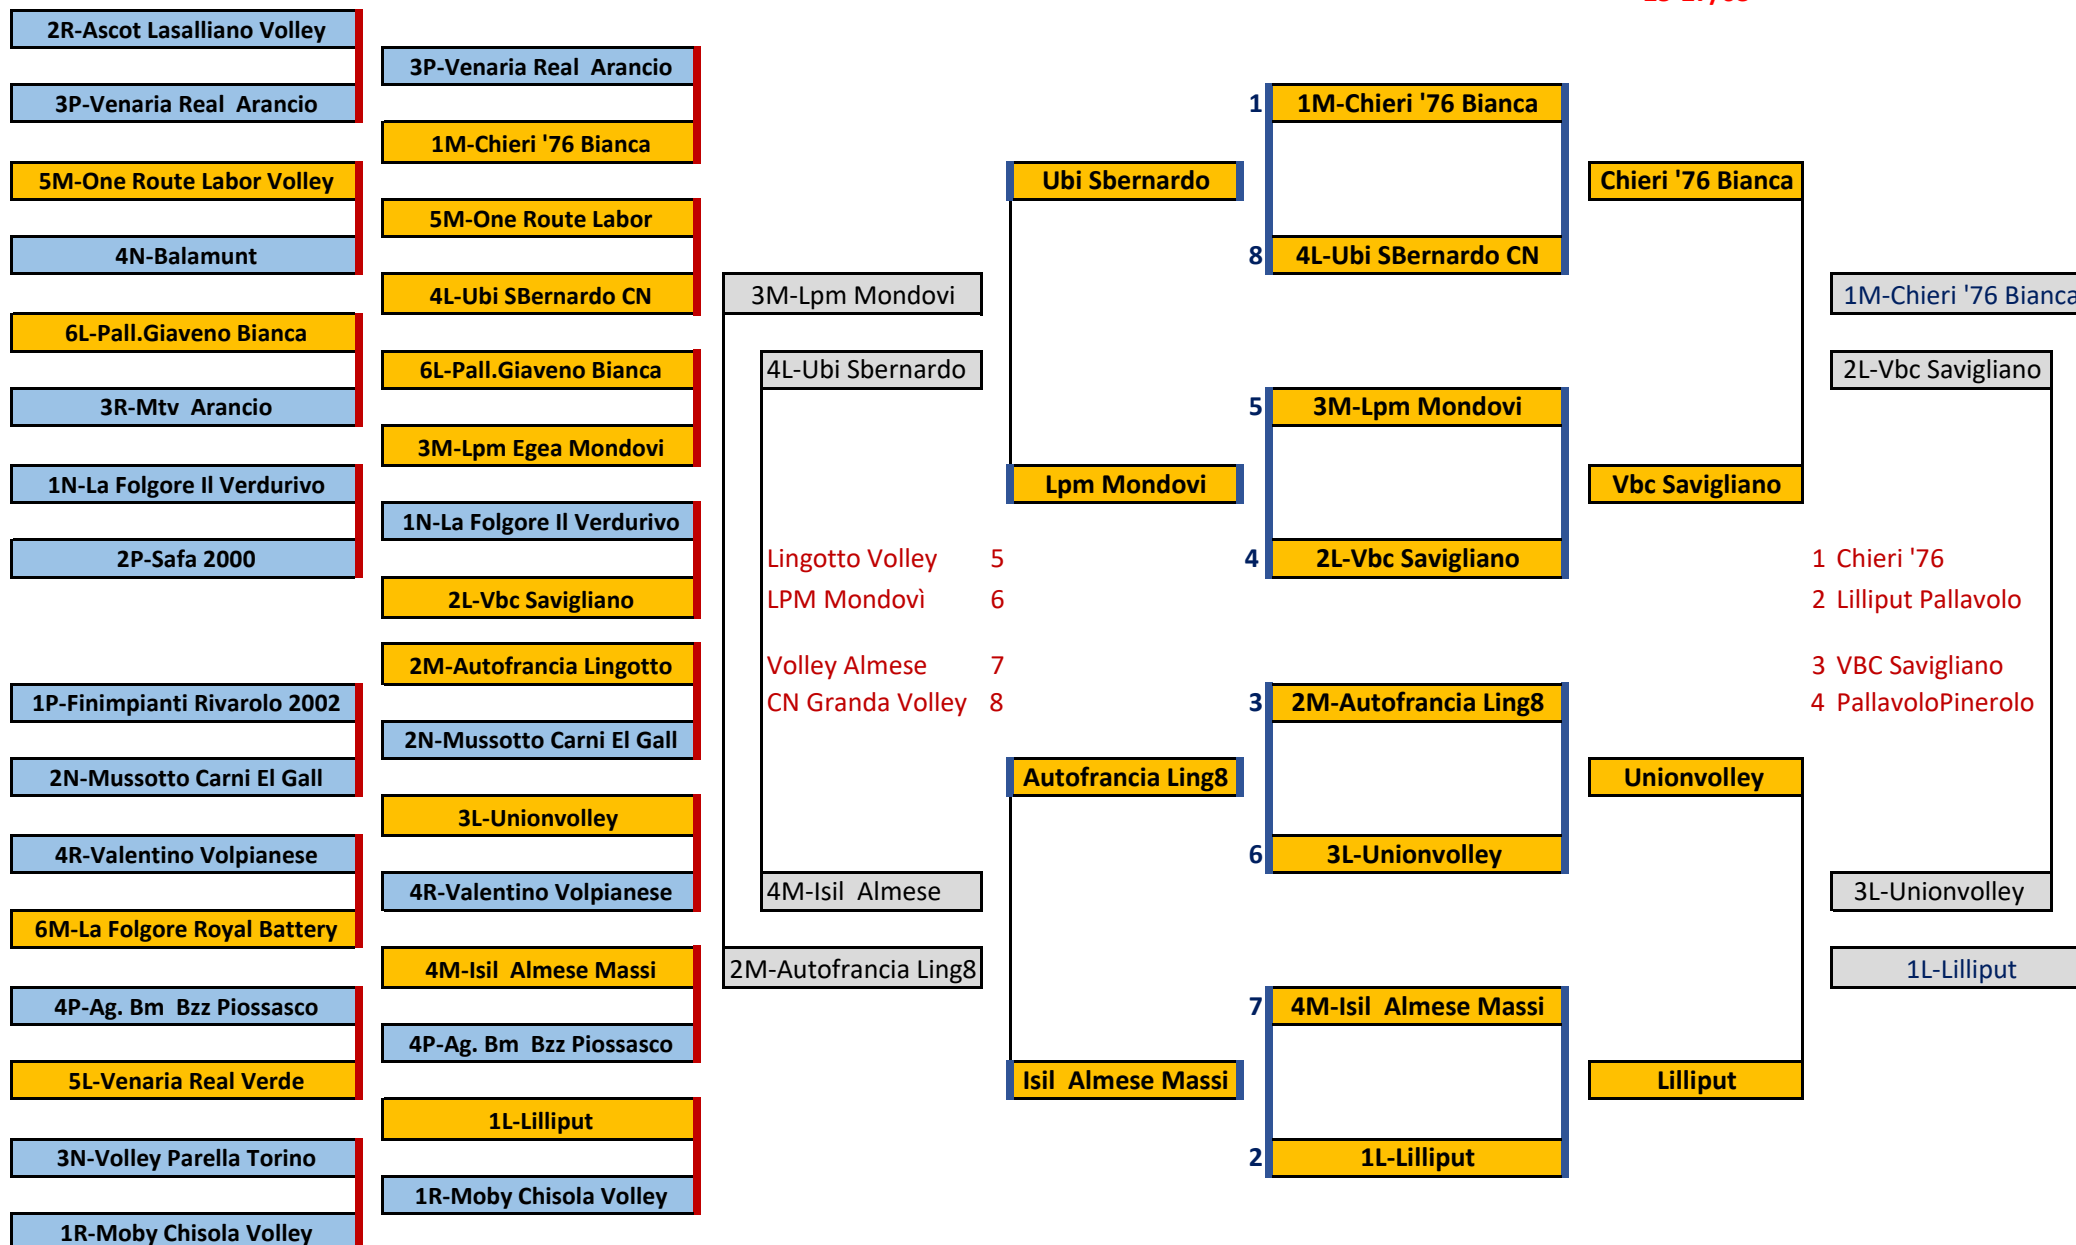 2R-Ascot Lasalliano Volley
3P-Venaria Real Arancio
5M-One Route Labor Volley
4N-Balamunt
6L-Pall.Giaveno Bianca
3R-Mtv Arancio
1N-La Folgore Il Verdurivo
2P-Safa 2000
1P-Finimpianti Rivarolo 2002
2N-Mussotto Carni El Gall
4R-Valentino Volpianese
6M-La Folgore Royal Battery
4P-Ag. Bm Bzz Piossasco
5L-Venaria Real Verde
3N-Volley Parella Torino
1R-Moby Chisola Volley
3P-Venaria Real Arancio
1M-Chieri '76 Bianca
5M-One Route Labor
4L-Ubi SBernardo CN
6L-Pall.Giaveno Bianca
3M-Lpm Egea Mondovi
1N-La Folgore Il Verdurivo
2L-Vbc Savigliano
2M-Autofrancia Lingotto
2N-Mussotto Carni El Gall
3L-Unionvolley
4R-Valentino Volpianese
4M-Isil Almese Massi
4P-Ag. Bm Bzz Piossasco
1L-Lilliput
1R-Moby Chisola Volley
3M-Lpm Mondovi
4L-Ubi Sbernardo
Lingotto Volley 5
LPM Mondovì 6
Volley Almese 7
CN Granda Volley 8
4M-Isil Almese
2M-Autofrancia Ling8
Ubi Sbernardo
Lpm Mondovi
Autofrancia Ling8
Isil Almese Massi
1 1M-Chieri '76 Bianca
8 4L-Ubi SBernardo CN
5 3M-Lpm Mondovi
4 2L-Vbc Savigliano
3 2M-Autofrancia Ling8
6 3L-Unionvolley
7 4M-Isil Almese Massi
2 1L-Lilliput
Chieri '76 Bianca
Vbc Savigliano
Unionvolley
Lilliput
1M-Chieri '76 Bianca
2L-Vbc Savigliano
1 Chieri '76
2 Lilliput Pallavolo
3 VBC Savigliano
4 PallavoloPinerolo
3L-Unionvolley
1L-Lilliput